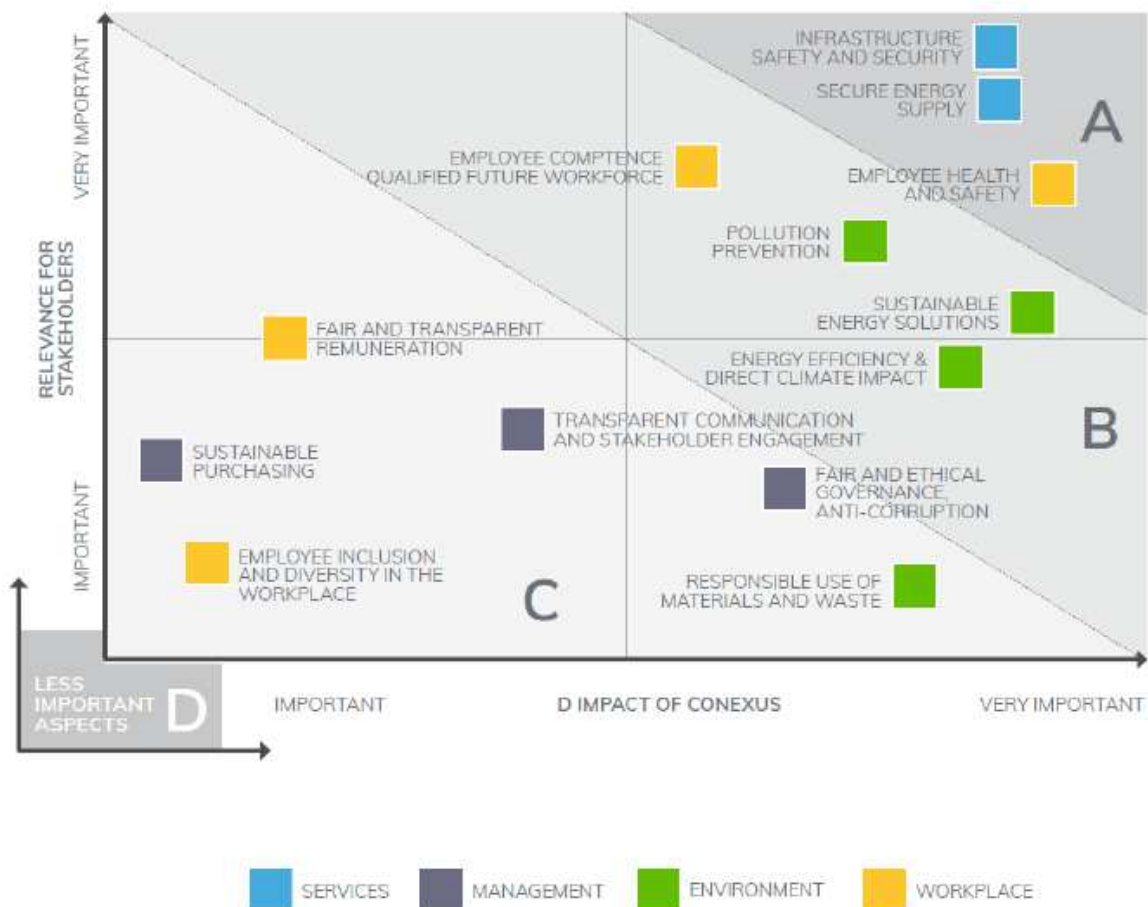 VERY IMPORTANT
RELEVANCE FOR
STAKEHOLDERS
IMPORTANT
INFRASTRUCTURE
SAFETY AND SECURITY
SECURE ENERGY
SUPPLY
A
EMPLOYEE COMPTENCE
QUALIFIED FUTURE WORKFORCE
EMPLOYEE HEALTH
AND SAFETY
POLLUTION
PREVENTION
SUSTAINABLE
ENERGY SOLUTIONS
FAIR AND TRANSPARENT
REMUNERATION
ENERGY EFFICIENCY &
DIRECT CLIMATE IMPACT
B
TRANSPARENT COMMUNICATION
AND STAKEHOLDER ENGAGEMENT
SUSTAINABLE
PURCHASING
FAIR AND ETHICAL
GOVERNANCE,
ANTI-CORRUPTION
EMPLOYEE INCLUSION
AND DIVERSITY IN THE
WORKPLACE
C
RESPONSIBLE USE OF
MATERIALS AND WASTE
LESS
IMPORTANT
ASPECTS
D
IMPORTANT
D IMPACT OF CONEXUS
VERY IMPORTANT
SERVICES
MANAGEMENT
ENVIRONMENT
WORKPLACE